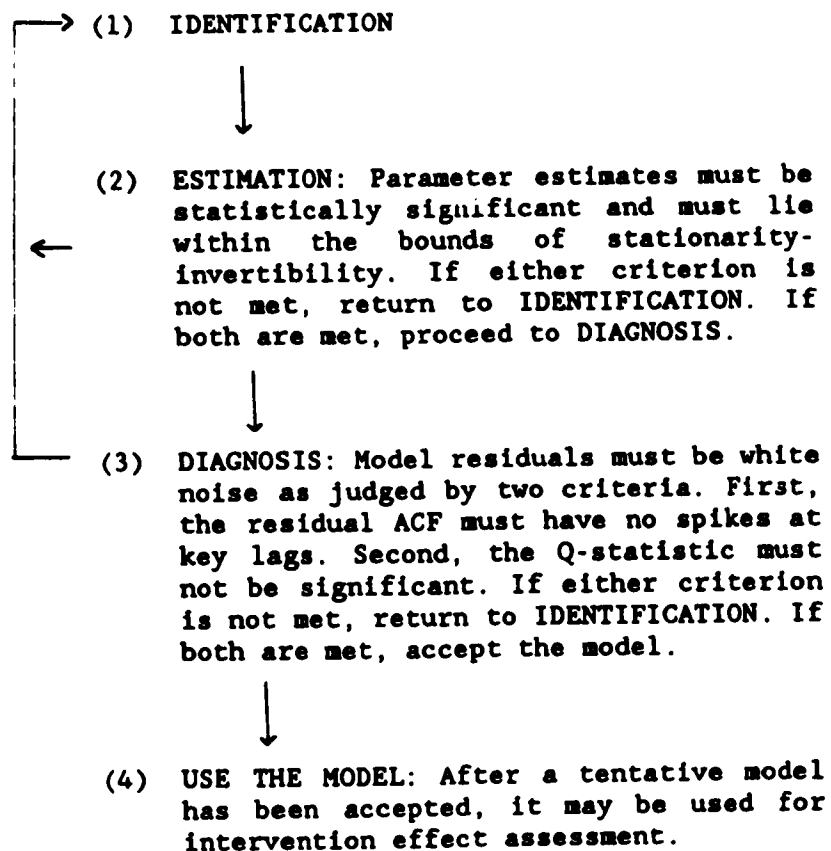 (1) IDENTIFICATION
(2) ESTIMATION: Parameter estimates must be
statistically significant and must lie
within the bounds of stationarity-
invertibility. If either criterion is
not met, return to IDENTIFICATION. If
both are met, proceed to DIAGNOSIS.
(3) DIAGNOSIS: Model residuals must be white
noise as judged by two criteria. First,
the residual ACF must have no spikes at
key lags. Second, the Q-statistic must
not be significant. If either criterion
is not met, return to IDENTIFICATION. If
both are met, accept the model.
(4) USE THE MODEL: After a tentative model
has been accepted, it may be used for
intervention effect assessment.